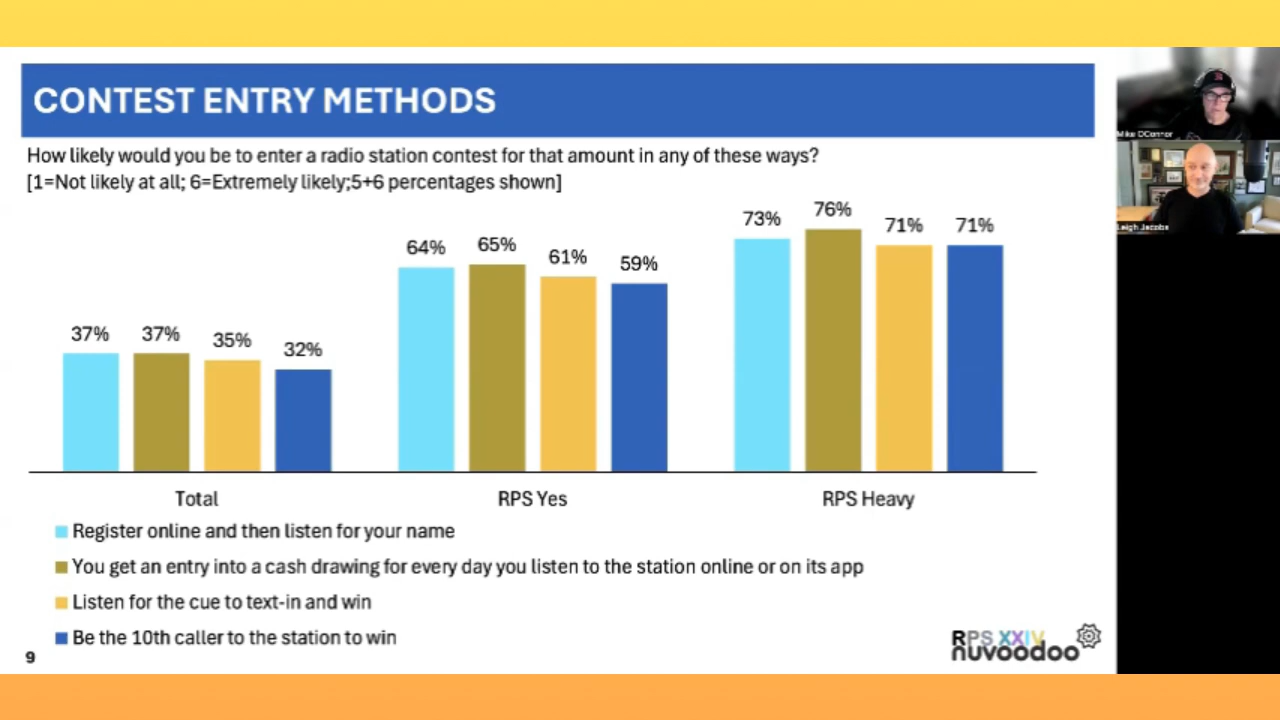 CONTEST ENTRY METHODS
How likely would you be to enter a radio station contest for that amount in any of these ways?
[1=Not likely at all; 6=Extremely likely;5+6 percentages shown]
37%
37%
35%
32%
64%
65%
61%
59%
73%
76%
71%
71%
Total
RPS Yes
RPS Heavy
Register online and then listen for your name
You get an entry into a cash drawing for every day you listen to the station online or on its app
Listen for the cue to text-in and win
Be the 10th caller to the station to win
9
RPS XXIV
nuvoodoo
Mike OConnor
Leigh Jacobs